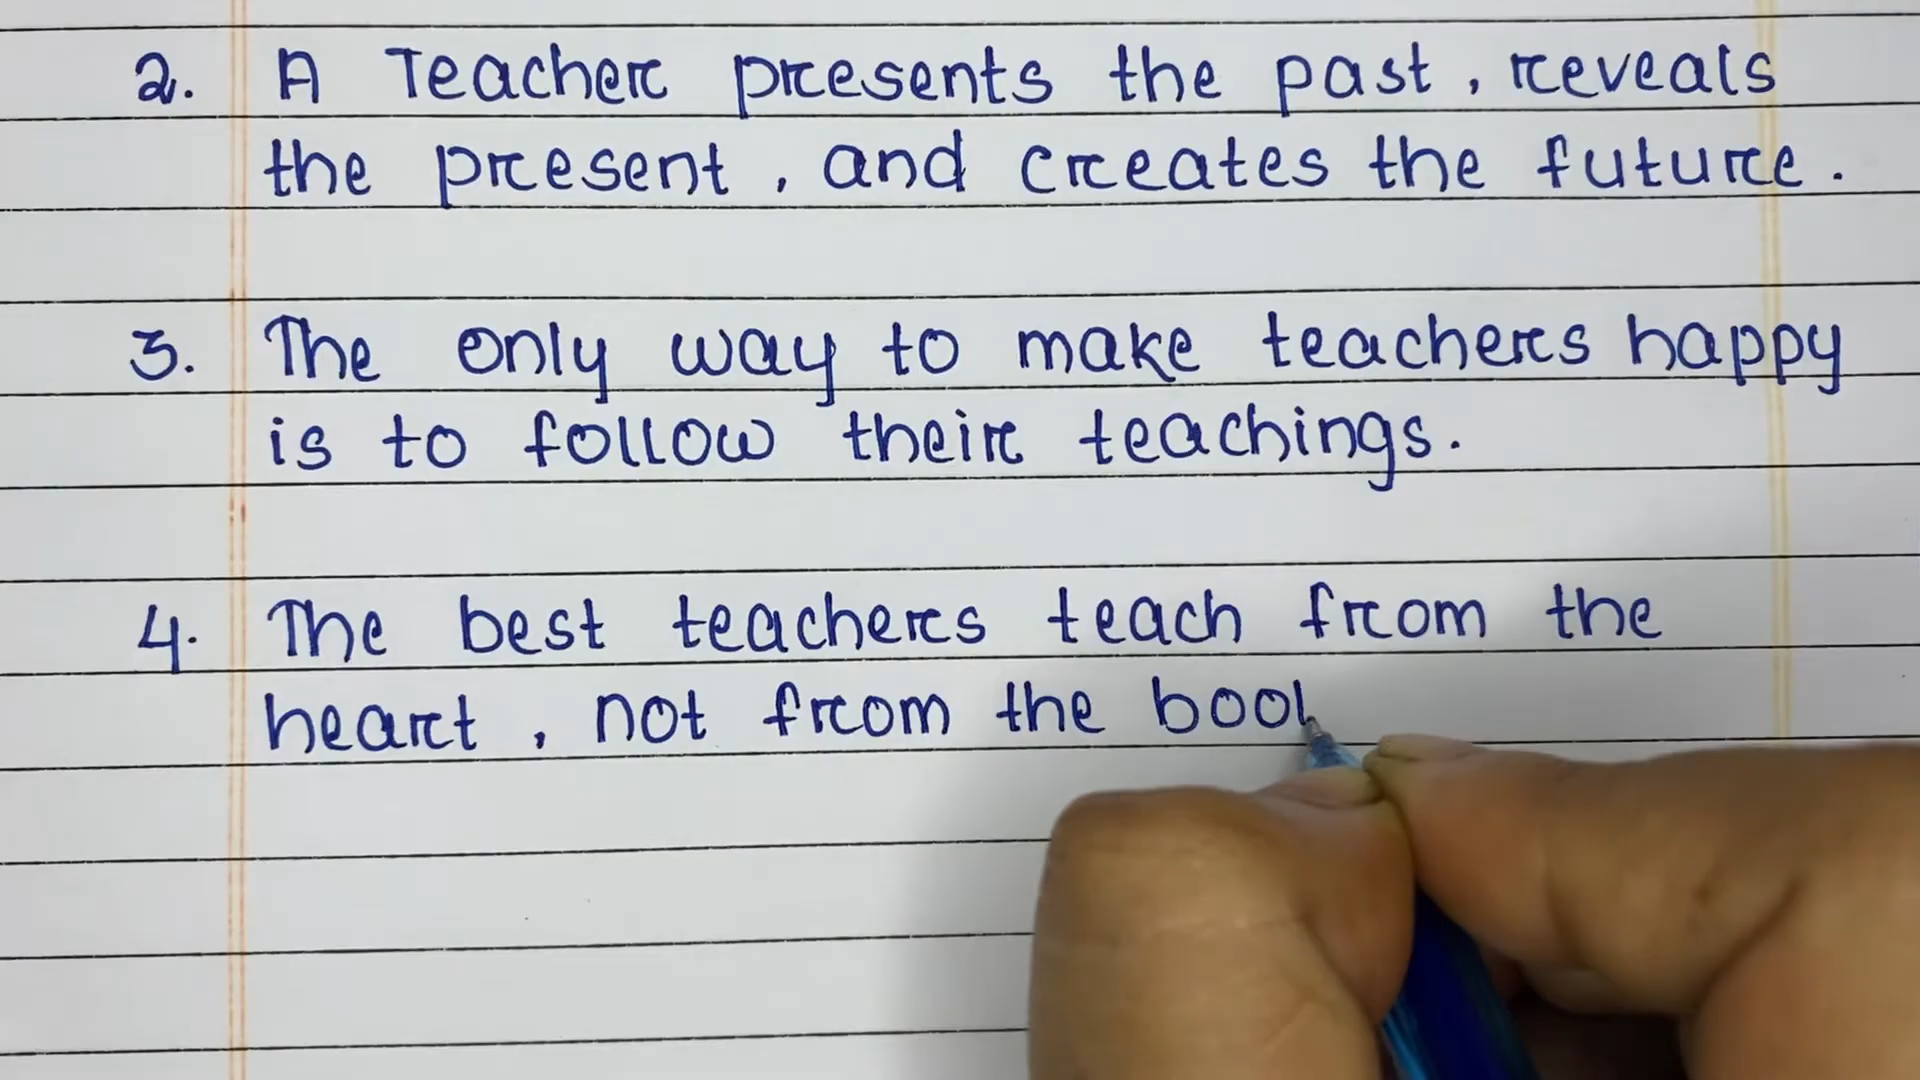 2. A Teacher presents the past, reveals
the present, and creates the future.
3. The only way to make teachers happy
is to follow their teachings.
4. The best teachers teach from the
heart, not from the